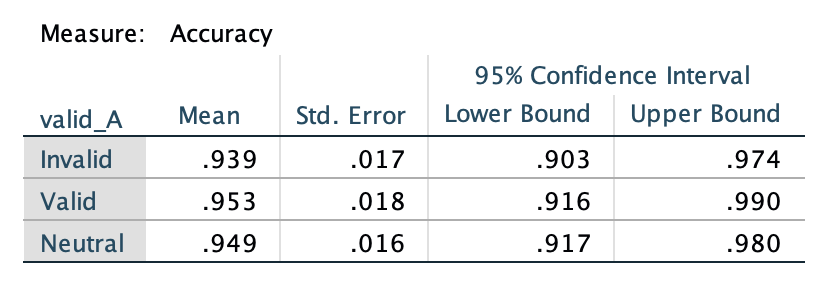 Measure: Accuracy
95% Confidence Interval
valid_A Mean Std. Error Lower Bound Upper Bound
Invalid .939 .017 .903 .974
Valid .953 .018 .916 .990
Neutral .949 .016 .917 .980